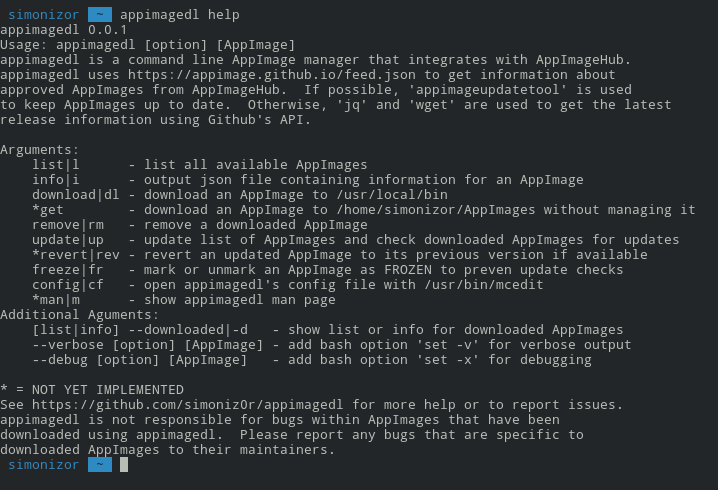 simonizor ~ appimagedl help
appimagedl 0.0.1
Usage: appimagedl [option] [AppImage]
appimagedl is a command line AppImage manager that integrates with AppImageHub.
appimagedl uses https://appimage.github.io/feed.json to get information about
approved AppImages from AppImageHub.  If possible, 'appimageupdatetool' is used
to keep AppImages up to date.  Otherwise, 'jq' and 'wget' are used to get the latest
release information using Github's API.

Arguments:
    list|l      - list all available AppImages
    info|i      - output json file containing information for an AppImage
    download|dl - download an AppImage to /usr/local/bin
    *get        - download an AppImage to /home/simonizor/AppImages without managing it
    remove|rm   - remove a downloaded AppImage
    update|up   - update list of AppImages and check downloaded AppImages for updates
    *revert|rev - revert an updated AppImage to its previous version if available
    freeze|fr   - mark or unmark an AppImage as FROZEN to preven update checks
    config|cf   - open appimagedl's config file with /usr/bin/mcedit
    *man|m      - show appimagedl man page
Additional Aguments:
    [list|info] --downloaded|-d   - show list or info for downloaded AppImages
    --verbose [option] [AppImage] - add bash option 'set -v' for verbose output
    --debug [option] [AppImage]   - add bash option 'set -x' for debugging

* = NOT YET IMPLEMENTED
See https://github.com/simoniz0r/appimagedl for more help or to report issues.
appimagedl is not responsible for bugs within AppImages that have been
downloaded using appimagedl.  Please report any bugs that are specific to
downloaded AppImages to their maintainers.
simonizor ~